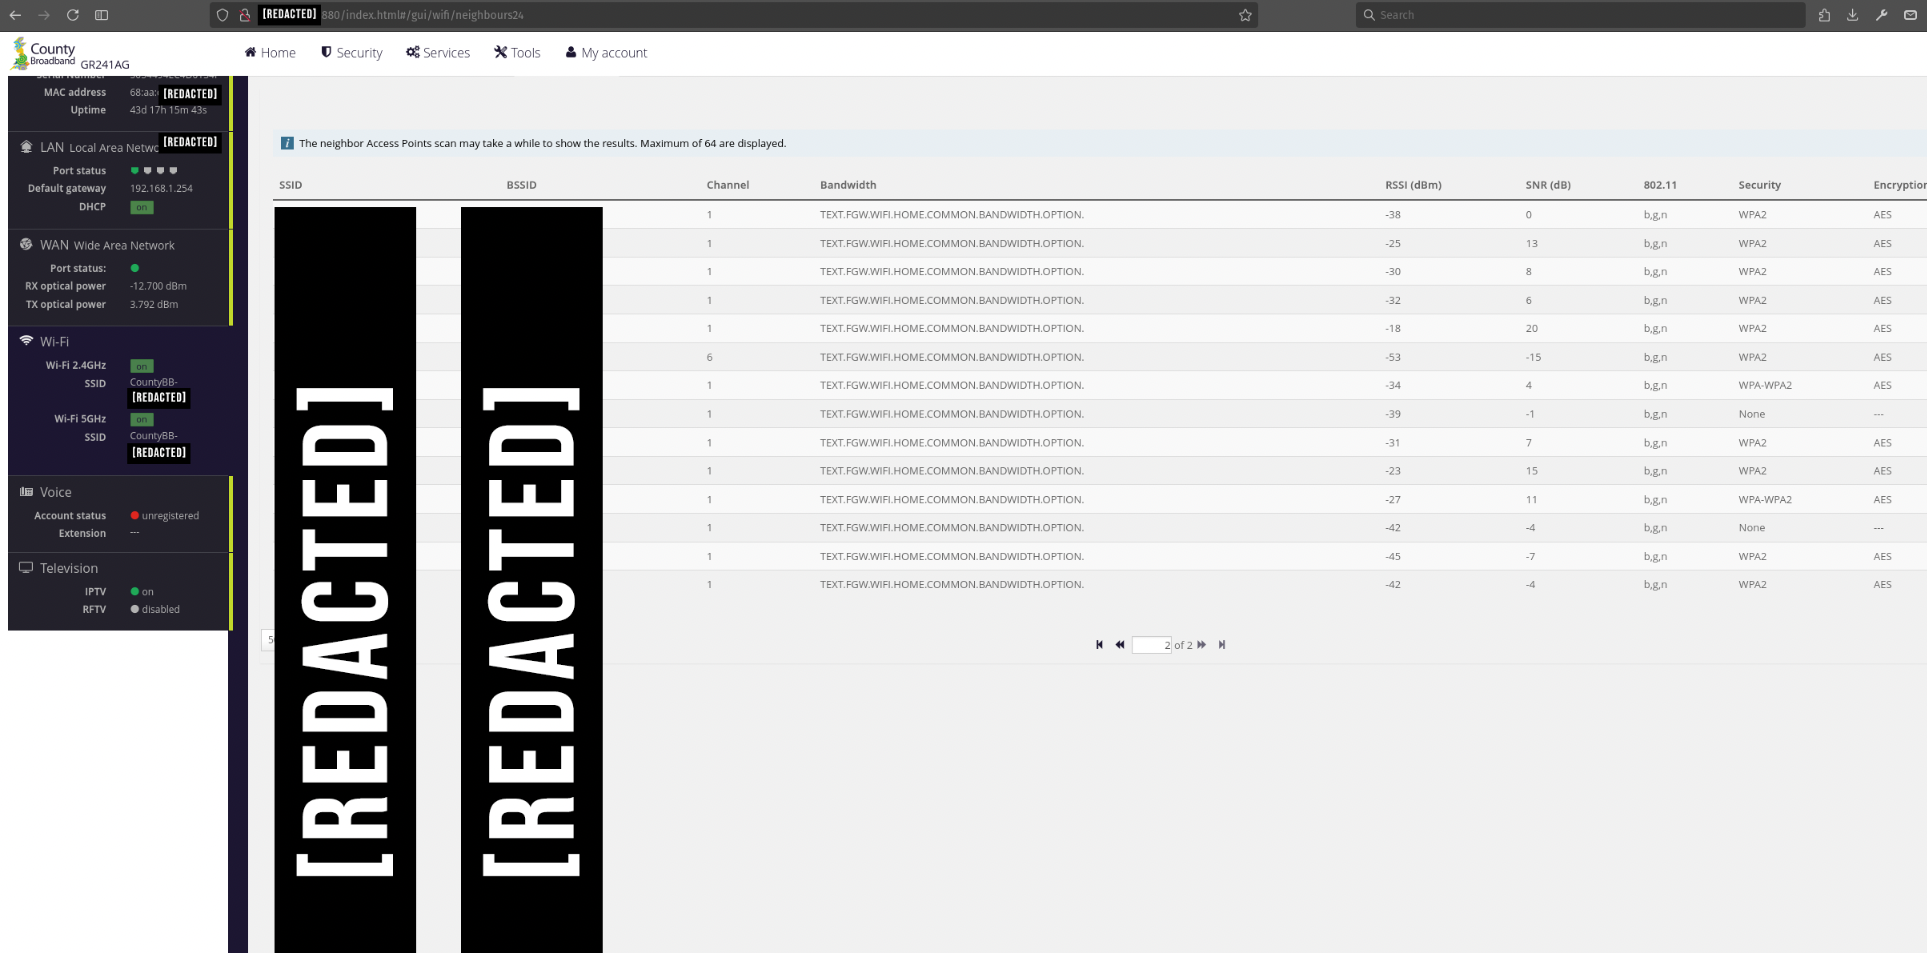 [REDACTED] 880/index.html#/gui/wifi/neighbours24
Search
County
Broadband
GR241AG
Home Security Services Tools My account
MAC address 68:aa: [REDACTED]
Uptime 43d 17h 15m 43s
LAN Local Area Netwo [REDACTED]
Port status
Default gateway 192.168.1.254
DHCP on
WAN Wide Area Network
Port status:
RX optical power -12.700 dBm
TX optical power 3.792 dBm
Wi-Fi
Wi-Fi 2.4GHz on
SSID CountyBB-
[REDACTED]
Wi-Fi 5GHz on
SSID CountyBB-
[REDACTED]
Voice
Account status unregistered
Extension ---
Television
IPTV on
RFTV disabled
The neighbor Access Points scan may take a while to show the results. Maximum of 64 are displayed.
SSID BSSID Channel Bandwidth RSSI (dBm) SNR (dB) 802.11 Security Encryption
1 TEXT.FGW.WIFI.HOME.COMMON.BANDWIDTH.OPTION. -38 0 b,g,n WPA2 AES
1 TEXT.FGW.WIFI.HOME.COMMON.BANDWIDTH.OPTION. -25 13 b,g,n WPA2 AES
1 TEXT.FGW.WIFI.HOME.COMMON.BANDWIDTH.OPTION. -30 8 b,g,n WPA2 AES
1 TEXT.FGW.WIFI.HOME.COMMON.BANDWIDTH.OPTION. -32 6 b,g,n WPA2 AES
1 TEXT.FGW.WIFI.HOME.COMMON.BANDWIDTH.OPTION. -18 20 b,g,n WPA2 AES
6 TEXT.FGW.WIFI.HOME.COMMON.BANDWIDTH.OPTION. -53 -15 b,g,n WPA2 AES
1 TEXT.FGW.WIFI.HOME.COMMON.BANDWIDTH.OPTION. -34 4 b,g,n WPA-WPA2 AES
1 TEXT.FGW.WIFI.HOME.COMMON.BANDWIDTH.OPTION. -39 -1 b,g,n None ---
1 TEXT.FGW.WIFI.HOME.COMMON.BANDWIDTH.OPTION. -31 7 b,g,n WPA2 AES
1 TEXT.FGW.WIFI.HOME.COMMON.BANDWIDTH.OPTION. -23 15 b,g,n WPA2 AES
1 TEXT.FGW.WIFI.HOME.COMMON.BANDWIDTH.OPTION. -27 11 b,g,n WPA-WPA2 AES
1 TEXT.FGW.WIFI.HOME.COMMON.BANDWIDTH.OPTION. -42 -4 b,g,n None ---
1 TEXT.FGW.WIFI.HOME.COMMON.BANDWIDTH.OPTION. -45 -7 b,g,n WPA2 AES
1 TEXT.FGW.WIFI.HOME.COMMON.BANDWIDTH.OPTION. -42 -4 b,g,n WPA2 AES
[REDACTED]
[REDACTED]
5
2 of 2